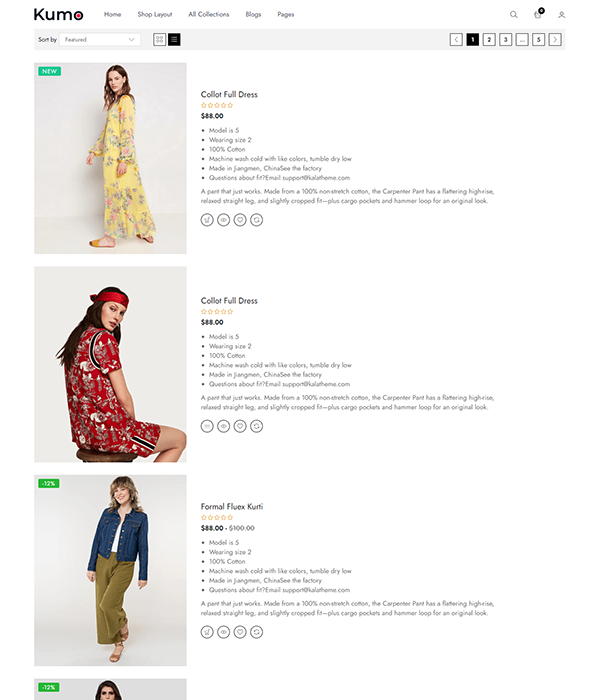 Kumo
Home Shop Layout All Collections Blogs Pages
0
Sort by Featured 1 2 3 ... 5
NEW
Collot Full Dress
$88.00
Model is 5
Wearing size 2
100% Cotton
Machine wash cold with like colors, tumble dry low
Made in Jiangmen, ChinaSee the factory
Questions about fit?Email support@kalatheme.com
A pant that just works. Made from a 100% non-stretch cotton, the Carpenter Pant has a flattering high-rise,
relaxed straight leg, and slightly cropped fit—plus cargo pockets and hammer loop for an original look.
Collot Full Dress
$88.00
Model is 5
Wearing size 2
100% Cotton
Machine wash cold with like colors, tumble dry low
Made in Jiangmen, ChinaSee the factory
Questions about fit?Email support@kalatheme.com
A pant that just works. Made from a 100% non-stretch cotton, the Carpenter Pant has a flattering high-rise,
relaxed straight leg, and slightly cropped fit—plus cargo pockets and hammer loop for an original look.
-12%
Formal Fluex Kurti
$88.00 - $100.00
Model is 5
Wearing size 2
100% Cotton
Machine wash cold with like colors, tumble dry low
Made in Jiangmen, ChinaSee the factory
Questions about fit?Email support@kalatheme.com
A pant that just works. Made from a 100% non-stretch cotton, the Carpenter Pant has a flattering high-rise,
relaxed straight leg, and slightly cropped fit—plus cargo pockets and hammer loop for an original look.
-12%